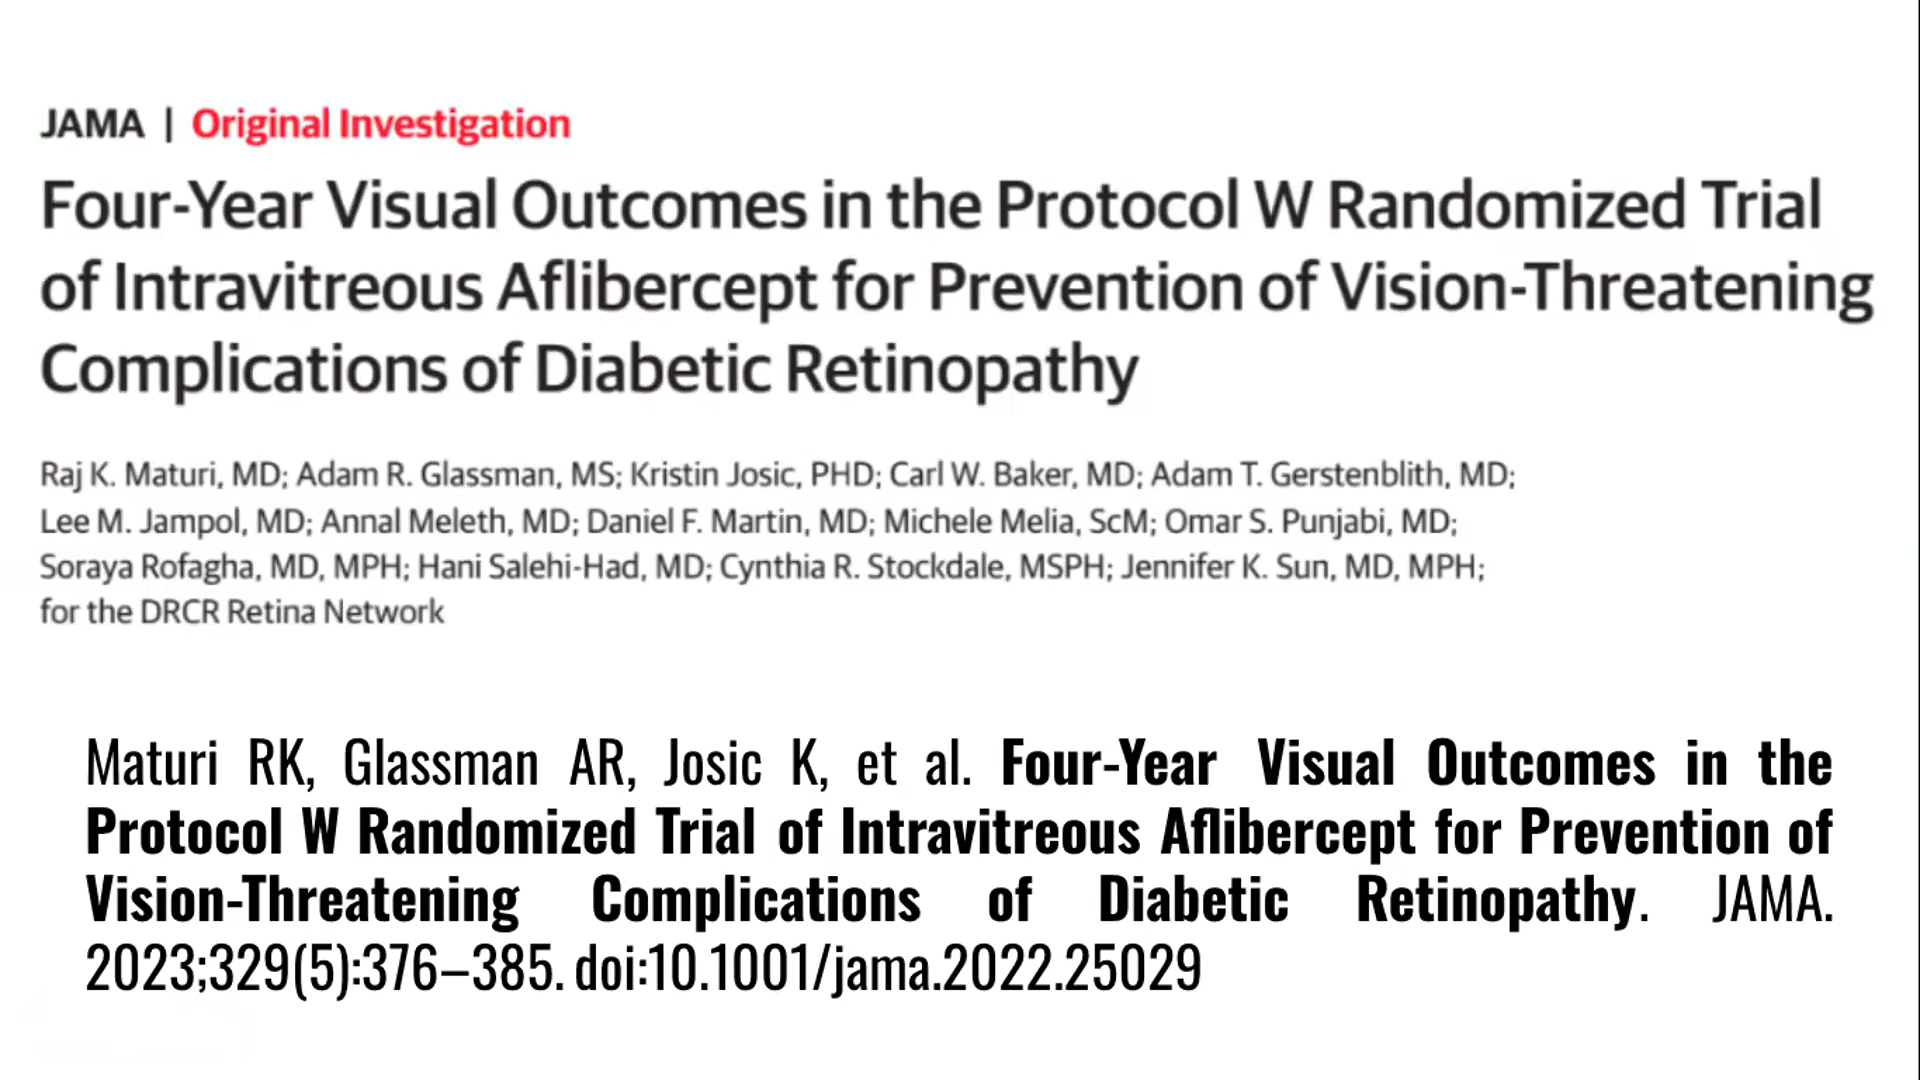 JAMA | Original Investigation
Four-Year Visual Outcomes in the Protocol W Randomized Trial
of Intravitreous Aflibercept for Prevention of Vision-Threatening
Complications of Diabetic Retinopathy
Raj K. Maturi, MD; Adam R. Glassman, MS; Kristin Josic, PHD; Carl W. Baker, MD; Adam T. Gerstenblith, MD;
Lee M. Jampol, MD; Annal Meleth, MD; Daniel F. Martin, MD; Michele Melia, ScM; Omar S. Punjabi, MD;
Soraya Rofagha, MD, MPH; Hani Salehi-Had, MD; Cynthia R. Stockdale, MSPH; Jennifer K. Sun, MD, MPH;
for the DRCR Retina Network
Maturi RK, Glassman AR, Josic K, et al. Four-Year Visual Outcomes in the
Protocol W Randomized Trial of Intravitreous Aflibercept for Prevention of
Vision-Threatening Complications of Diabetic Retinopathy. JAMA.
2023;329(5):376–385. doi:10.1001/jama.2022.25029